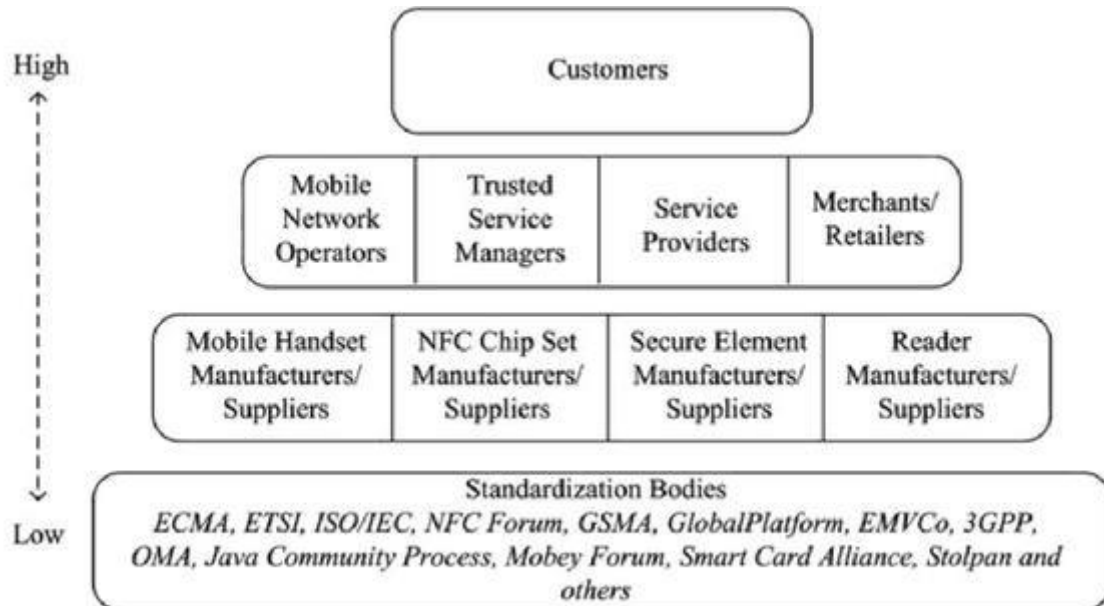 High
Customers
Mobile
Network
Operators
Trusted
Service
Managers
Service
Providers
Merchants/
Retailers
Mobile Handset
Manufacturers/
Suppliers
NFC Chip Set
Manufacturers/
Suppliers
Secure Element
Manufacturers/
Suppliers
Reader
Manufacturers/
Suppliers
Low
Standardization Bodies
ECMA, ETSI, ISO/IEC, NFC Forum, GSMA, GlobalPlatform, EMVCo, 3GPP,
OMA, Java Community Process, Mobey Forum, Smart Card Alliance, Stolpan and
others